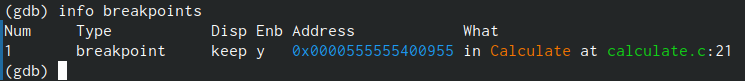 (gdb) info breakpoints
Num     Type           Disp Enb Address            What
1       breakpoint     keep y   0x0000555555400955 in Calculate at calculate.c:21
(gdb)